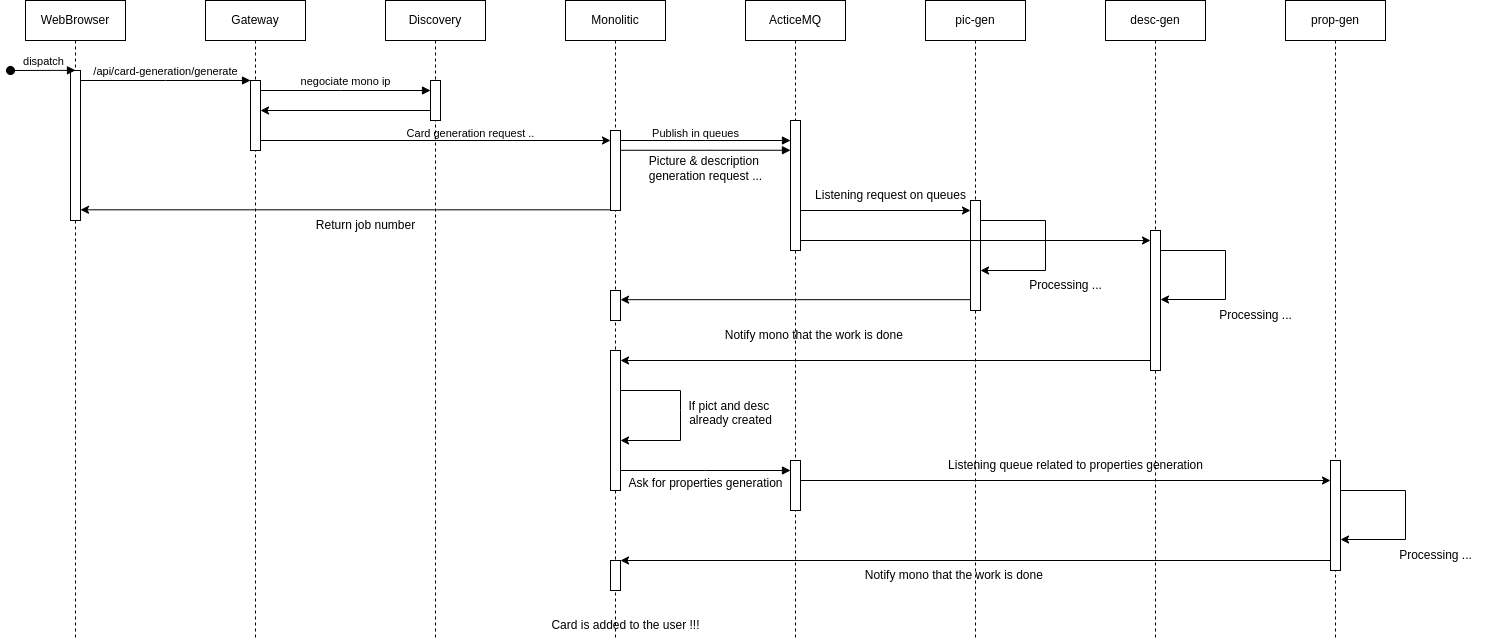 WebBrowser
Gateway
Discovery
Monolitic
ActiceMQ
pic-gen
desc-gen
prop-gen
dispatch
/api/card-generation/generate
negociate mono ip
Card generation request ..
Publish in queues
Picture & description
generation request ...
Listening request on queues
Return job number
Processing ...
Processing ...
Notify mono that the work is done
If pict and desc
already created
Listening queue related to properties generation
Ask for properties generation
Processing ...
Notify mono that the work is done
Card is added to the user !!!